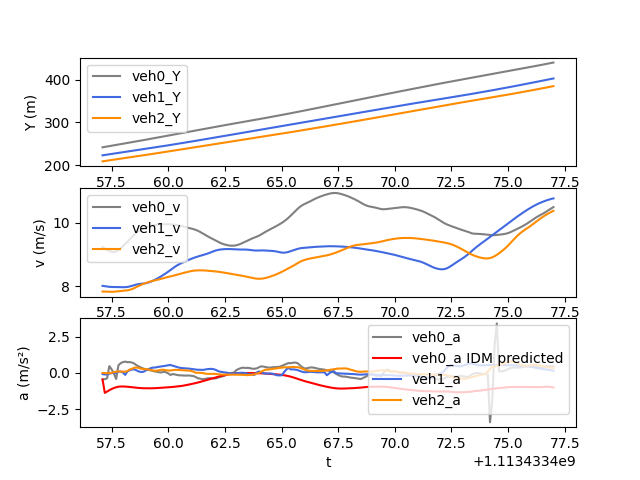 400
300
200
Y (m)
veh0_Y
veh1_Y
veh2_Y
57.5 60.0 62.5 65.0 67.5 70.0 72.5 75.0 77.5
10
8
v (m/s)
veh0_v
veh1_v
veh2_v
57.5 60.0 62.5 65.0 67.5 70.0 72.5 75.0 77.5
2.5
0.0
−2.5
a (m/s²)
veh0_a
veh0_a IDM predicted
veh1_a
veh2_a
57.5 60.0 62.5 65.0 67.5 70.0 72.5 75.0 77.5
t
+1.1134334e9